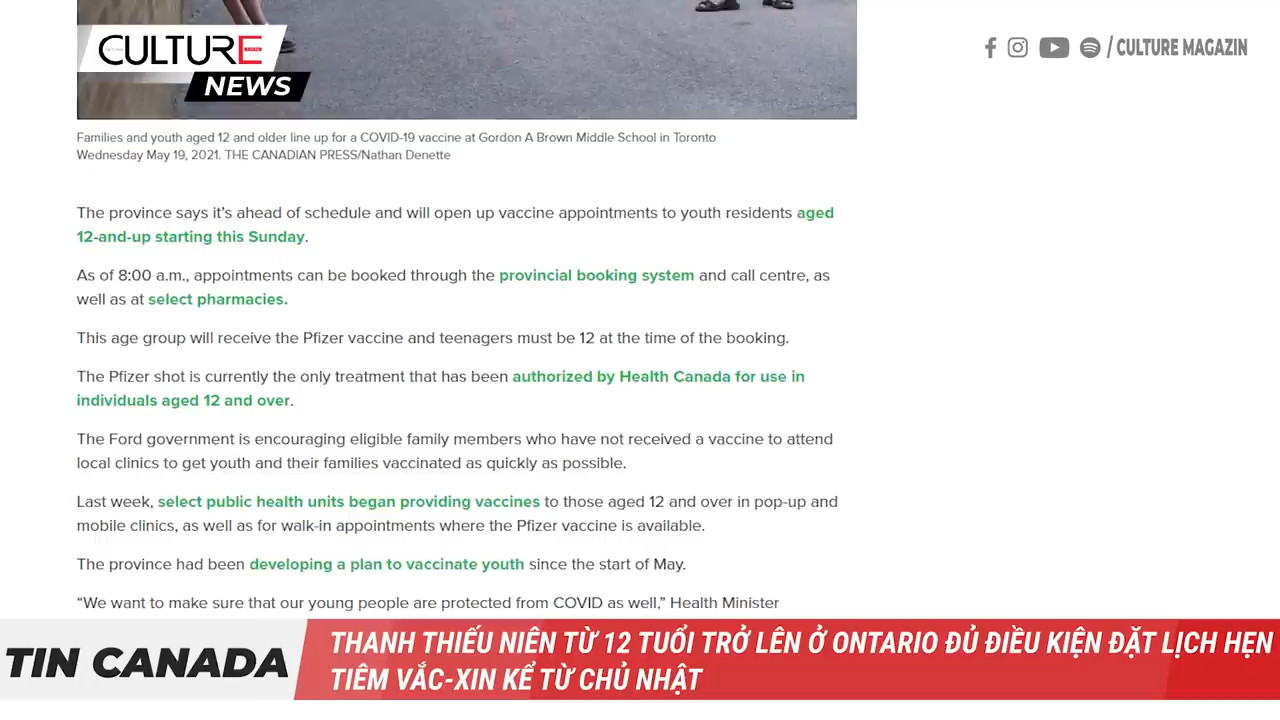 CULTURE
MAGAZIN
NEWS
/ CULTURE MAGAZIN
Families and youth aged 12 and older line up for a COVID-19 vaccine at Gordon A Brown Middle School in Toronto
Wednesday May 19, 2021. THE CANADIAN PRESS/Nathan Denette
The province says it's ahead of schedule and will open up vaccine appointments to youth residents aged
12-and-up starting this Sunday.
As of 8:00 a.m., appointments can be booked through the provincial booking system and call centre, as
well as at select pharmacies.
This age group will receive the Pfizer vaccine and teenagers must be 12 at the time of the booking.
The Pfizer shot is currently the only treatment that has been authorized by Health Canada for use in
individuals aged 12 and over.
The Ford government is encouraging eligible family members who have not received a vaccine to attend
local clinics to get youth and their families vaccinated as quickly as possible.
Last week, select public health units began providing vaccines to those aged 12 and over in pop-up and
mobile clinics, as well as for walk-in appointments where the Pfizer vaccine is available.
The province had been developing a plan to vaccinate youth since the start of May.
“We want to make sure that our young people are protected from COVID as well,” Health Minister
TIN CANADA
THANH THIẾU NIÊN TỪ 12 TUỔI TRỞ LÊN Ở ONTARIO ĐỦ ĐIỀU KIỆN ĐẶT LỊCH HẸN
TIÊM VẮC-XIN KỂ TỪ CHỦ NHẬT